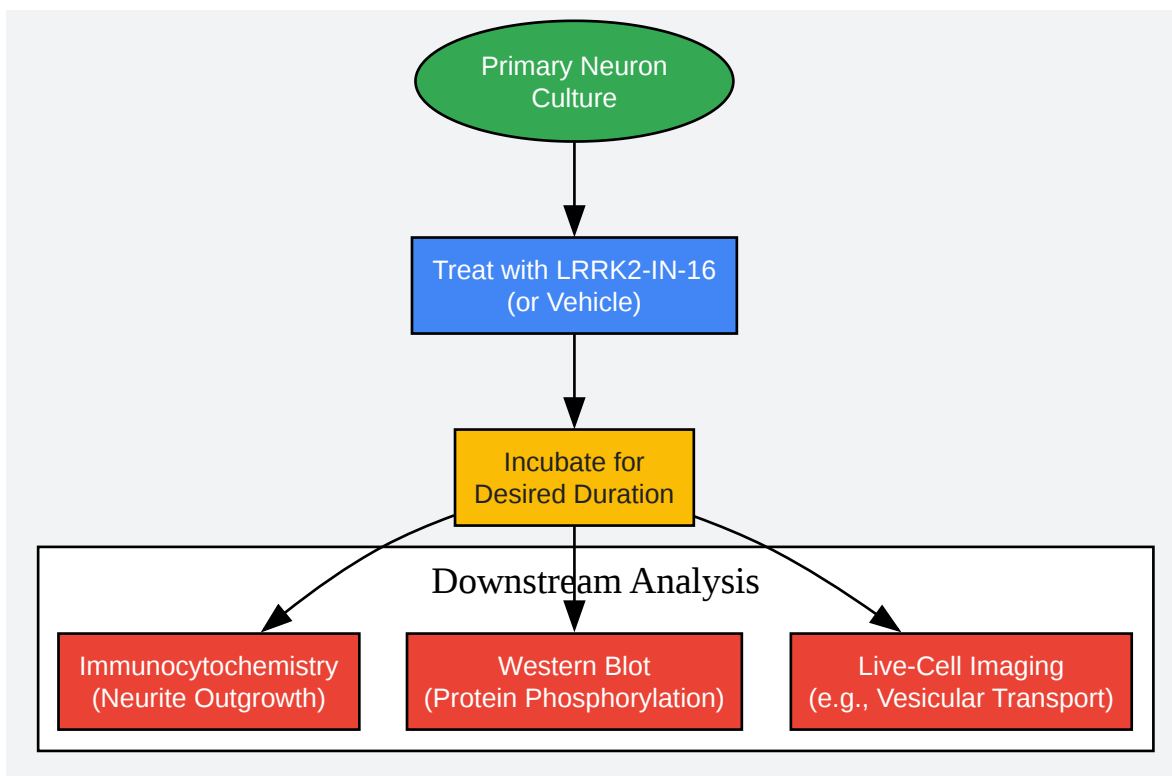 Primary Neuron
Culture
Treat with LRRK2-IN-16
(or Vehicle)
Incubate for
Desired Duration
Downstream Analysis
Immunocytochemistry
(Neurite Outgrowth)
Western Blot
(Protein Phosphorylation)
Live-Cell Imaging
(e.g., Vesicular Transport)